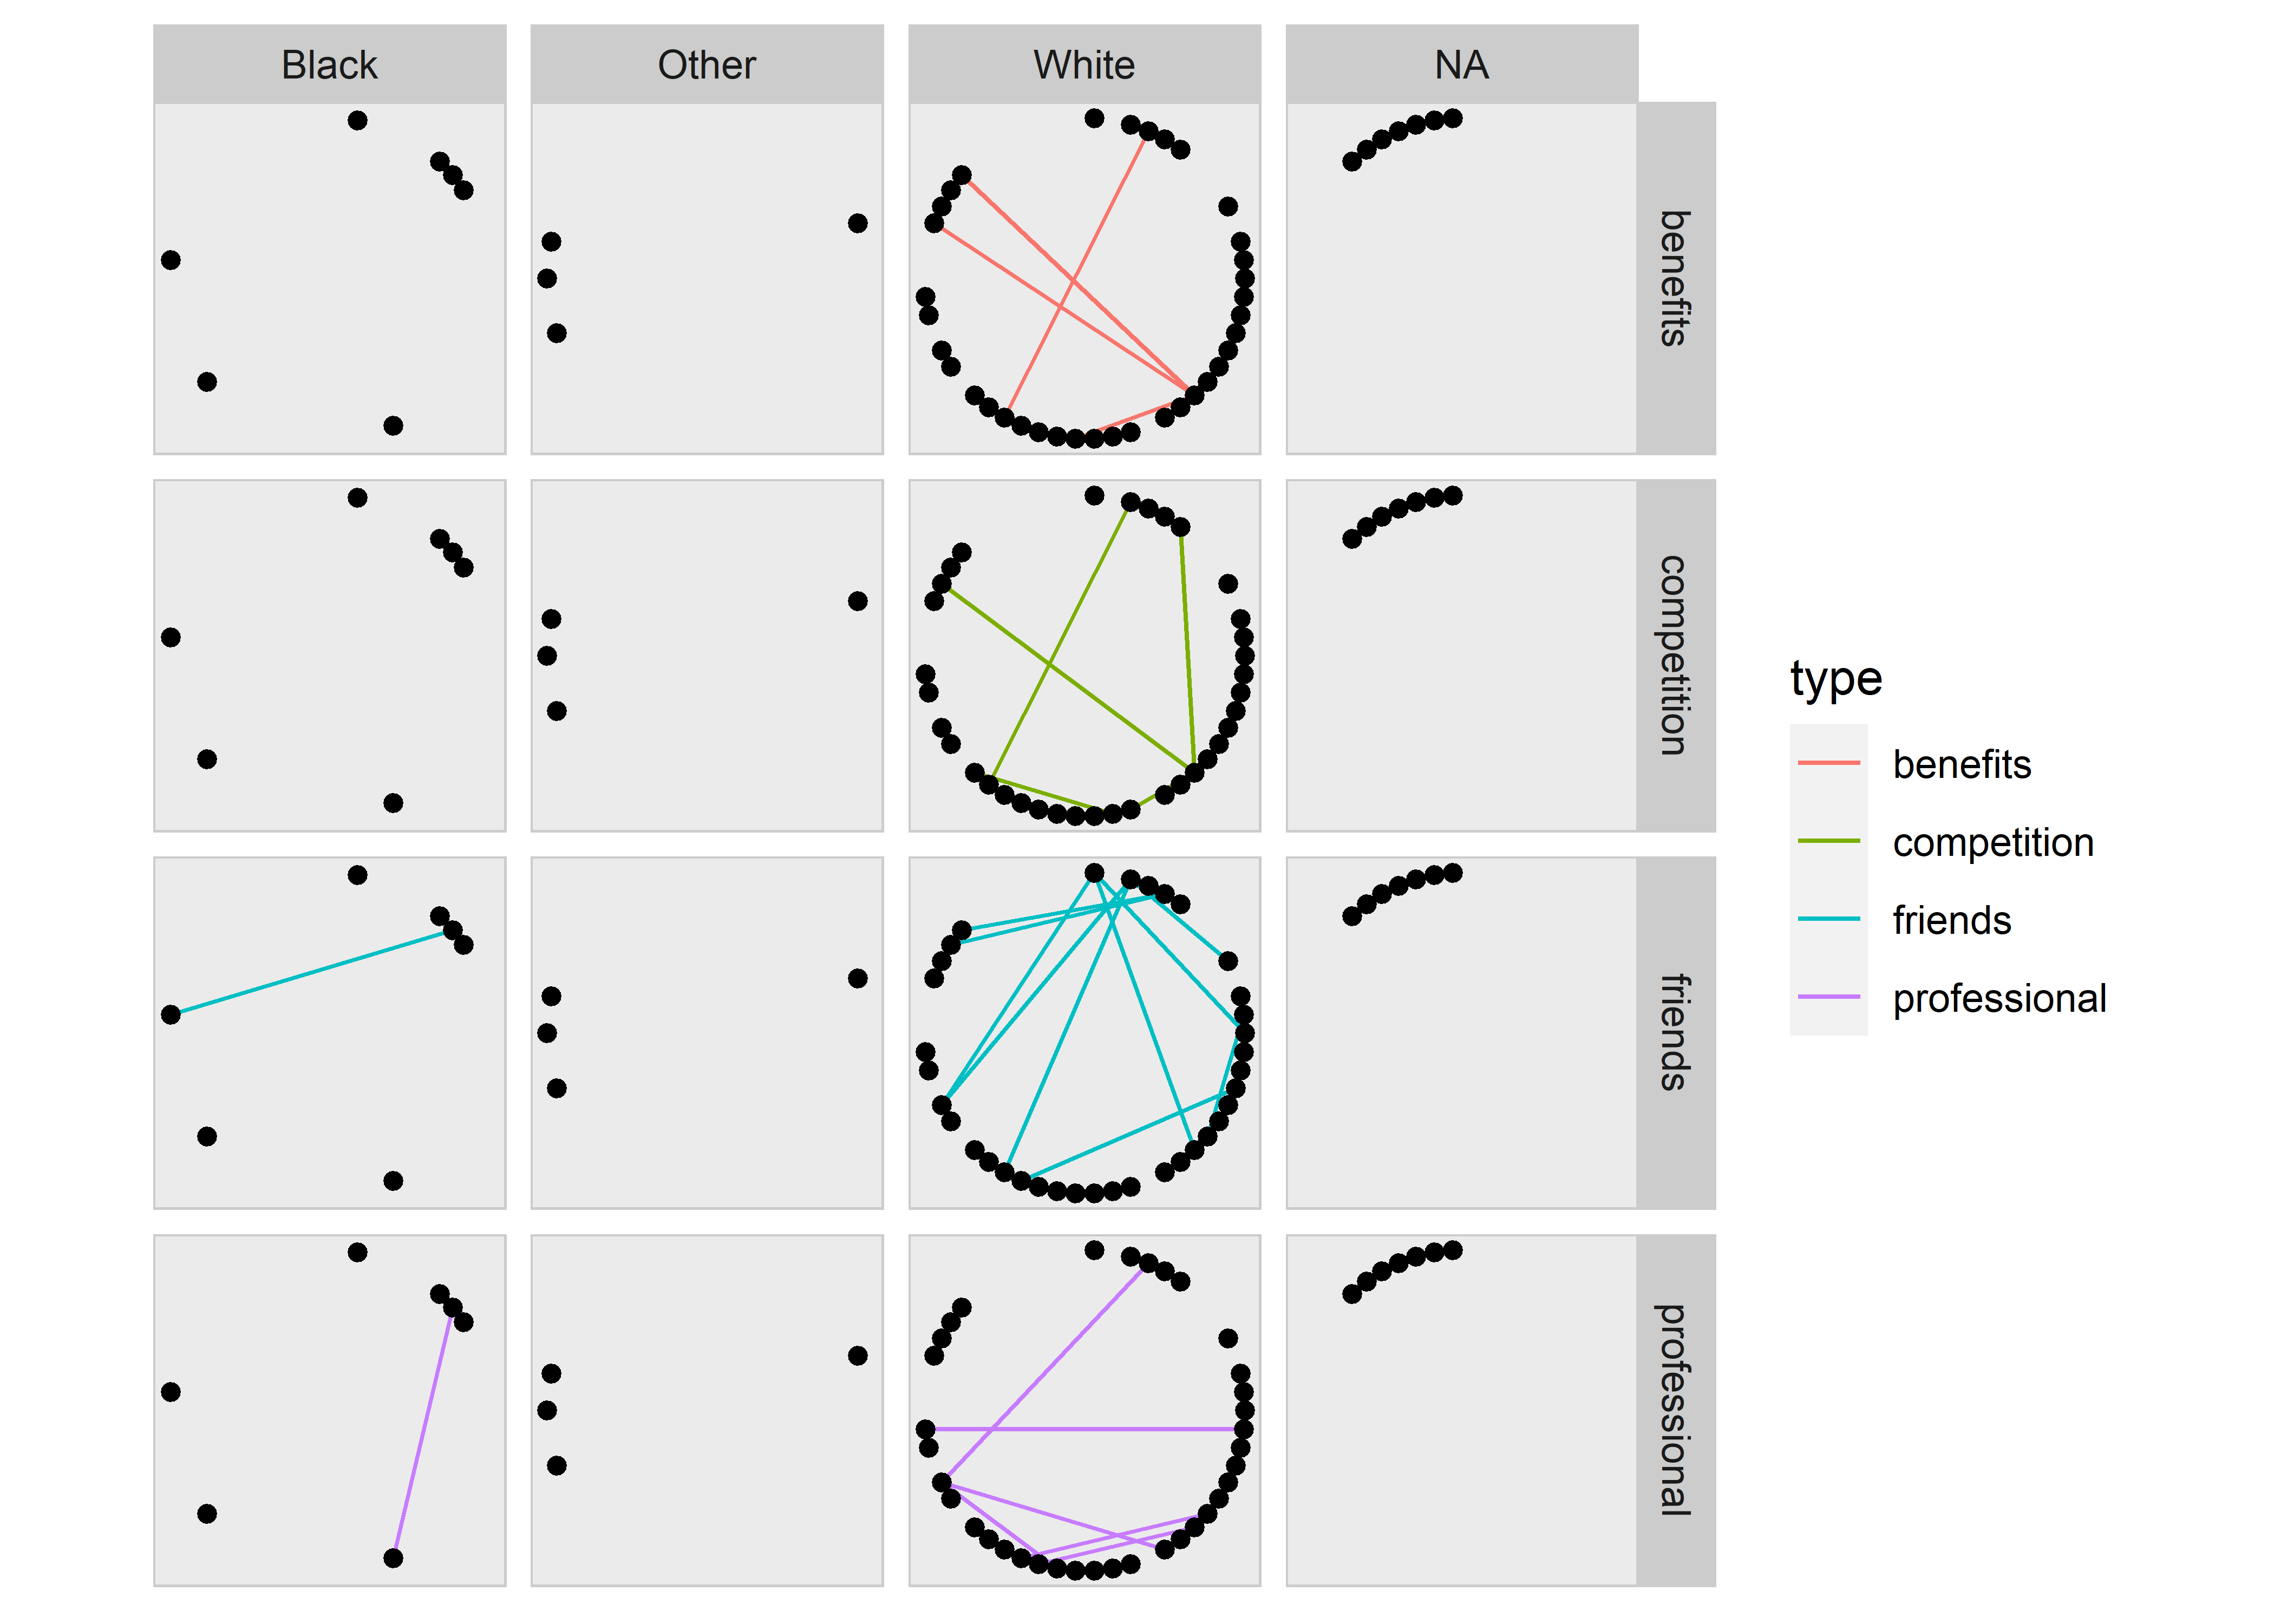 Black
Other
White
NA
benefits
competition
friends
professional
type
benefits
competition
friends
professional